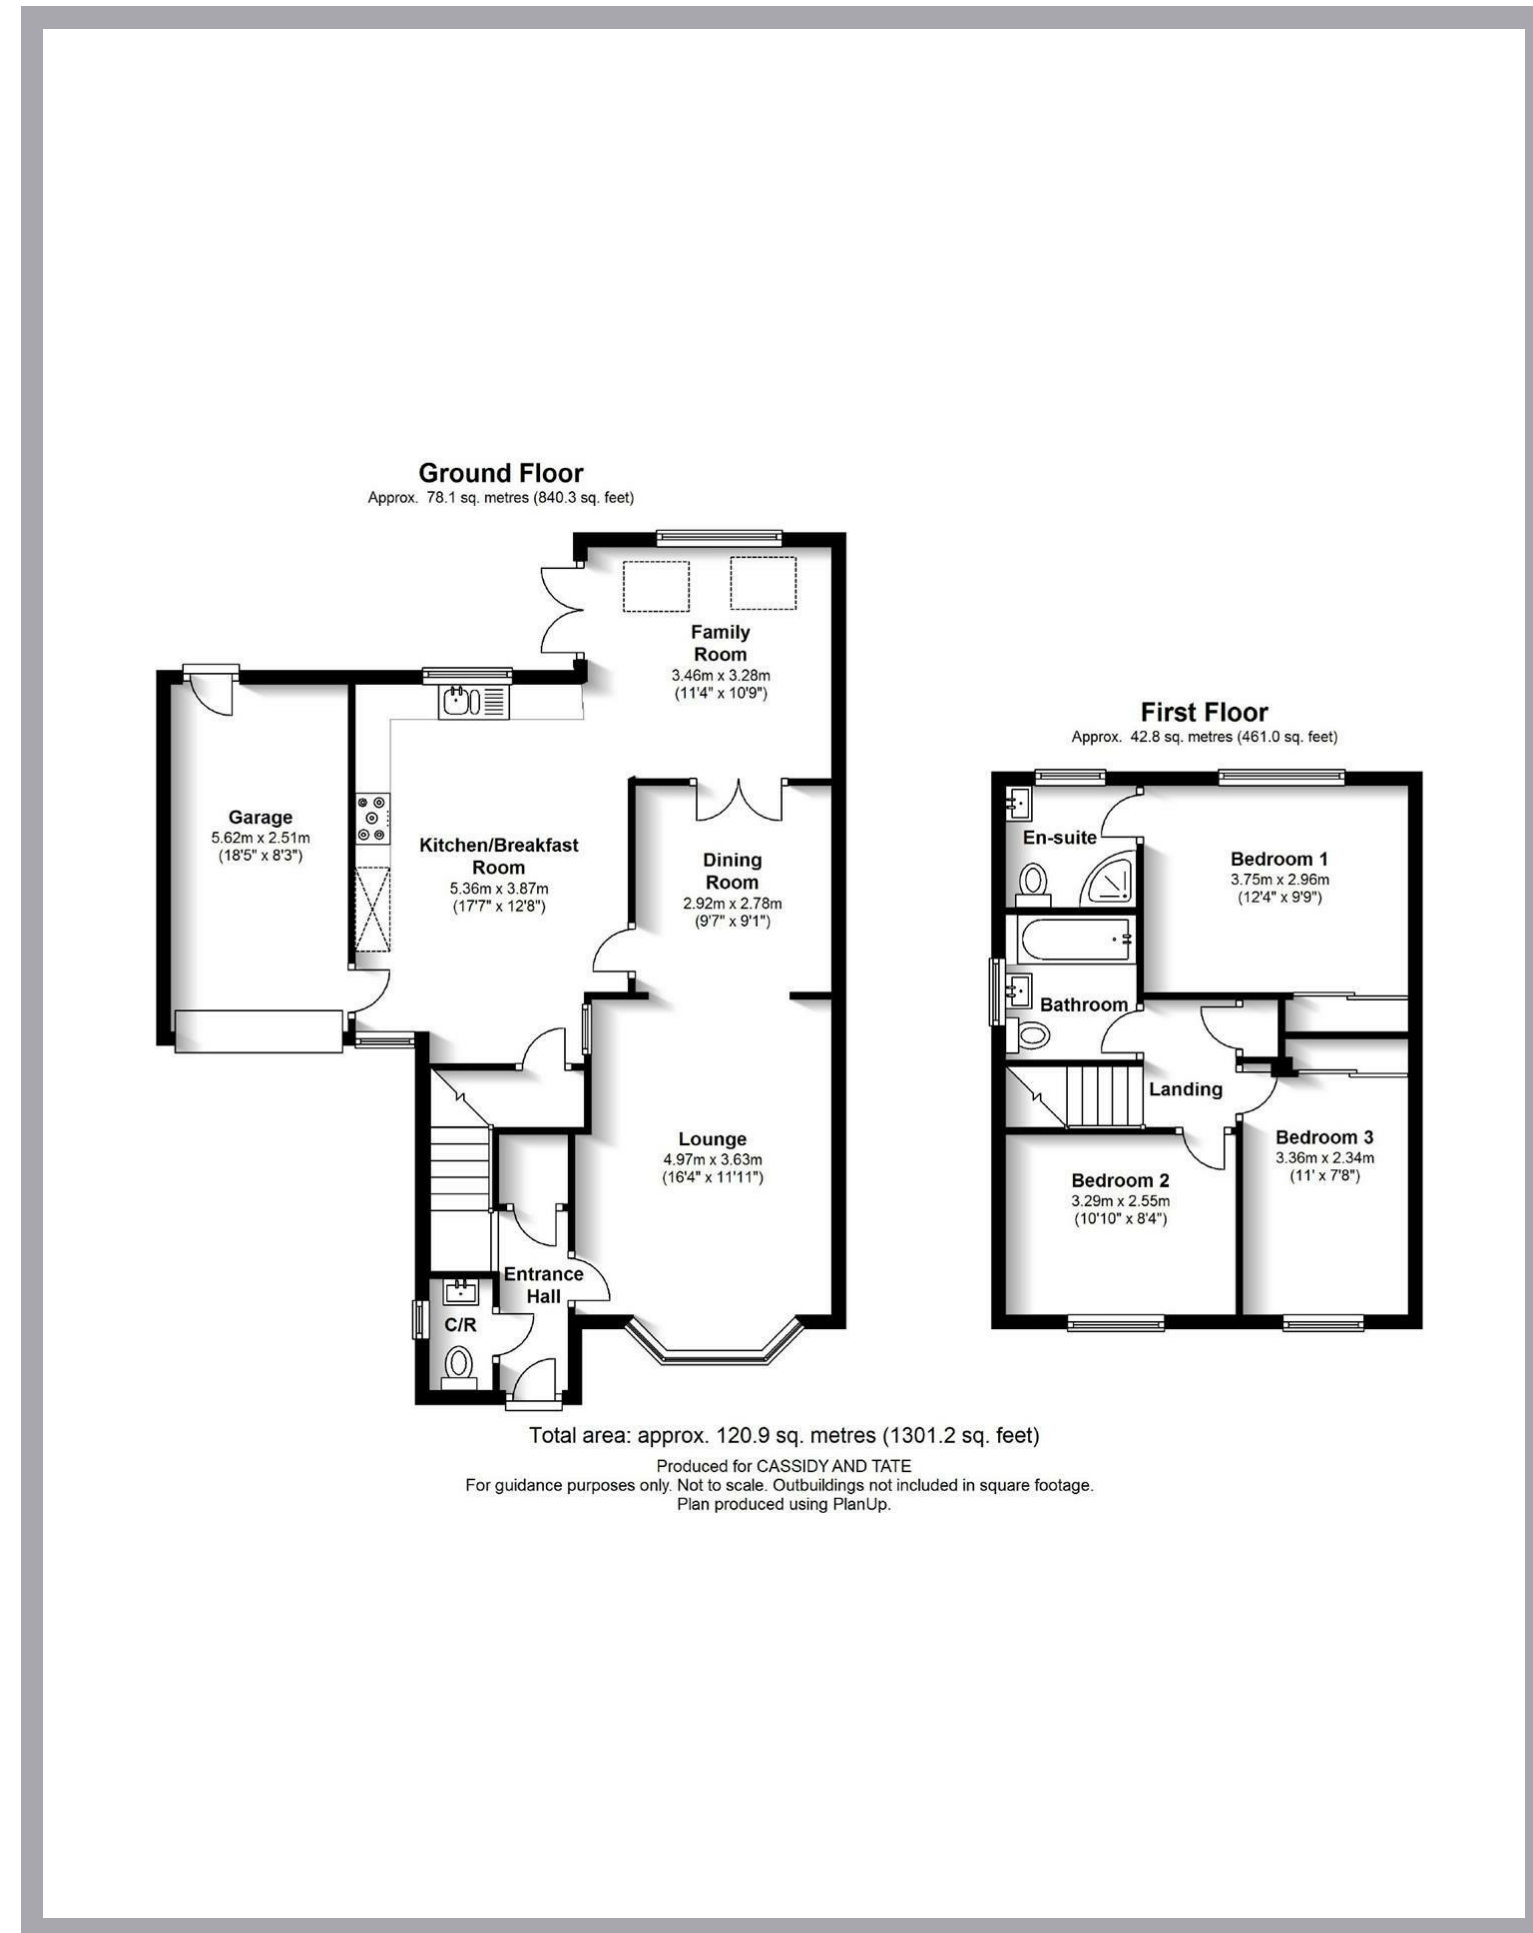 Ground Floor
Approx. 78.1 sq. metres (840.3 sq. feet)
Family
Room
3.46m x 3.28m
(11'4" x 10'9")
Garage
5.62m x 2.51m
(18'5" x 8'3")
Kitchen/Breakfast
Room
5.36m x 3.87m
(17'7" x 12'8")
Dining
Room
2.92m x 2.78m
(9'7" x 9'1")
Lounge
4.97m x 3.63m
(16'4" x 11'11")
Entrance
Hall
C/R
First Floor
Approx. 42.8 sq. metres (461.0 sq. feet)
En-suite
Bedroom 1
3.75m x 2.96m
(12'4" x 9'9")
Bathroom
Landing
Bedroom 2
3.29m x 2.55m
(10'10" x 8'4")
Bedroom 3
3.36m x 2.34m
(11' x 7'8")
Total area: approx. 120.9 sq. metres (1301.2 sq. feet)
Produced for CASSIDY AND TATE
For guidance purposes only. Not to scale. Outbuildings not included in square footage.
Plan produced using PlanUp.